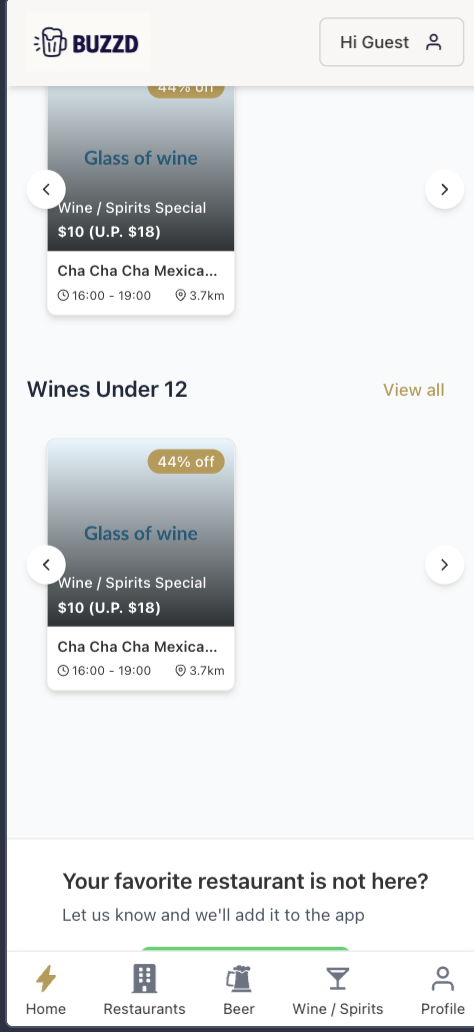 BUZZD
Hi Guest
44% off
Glass of wine
Wine / Spirits Special
$10 (U.P. $18)
Cha Cha Cha Mexica...
16:00 - 19:00
3.7km
Wines Under 12
View all
44% off
Glass of wine
Wine / Spirits Special
$10 (U.P. $18)
Cha Cha Cha Mexica...
16:00 - 19:00
3.7km
Your favorite restaurant is not here?
Let us know and we'll add it to the app
Home
Restaurants
Beer
Wine / Spirits
Profile